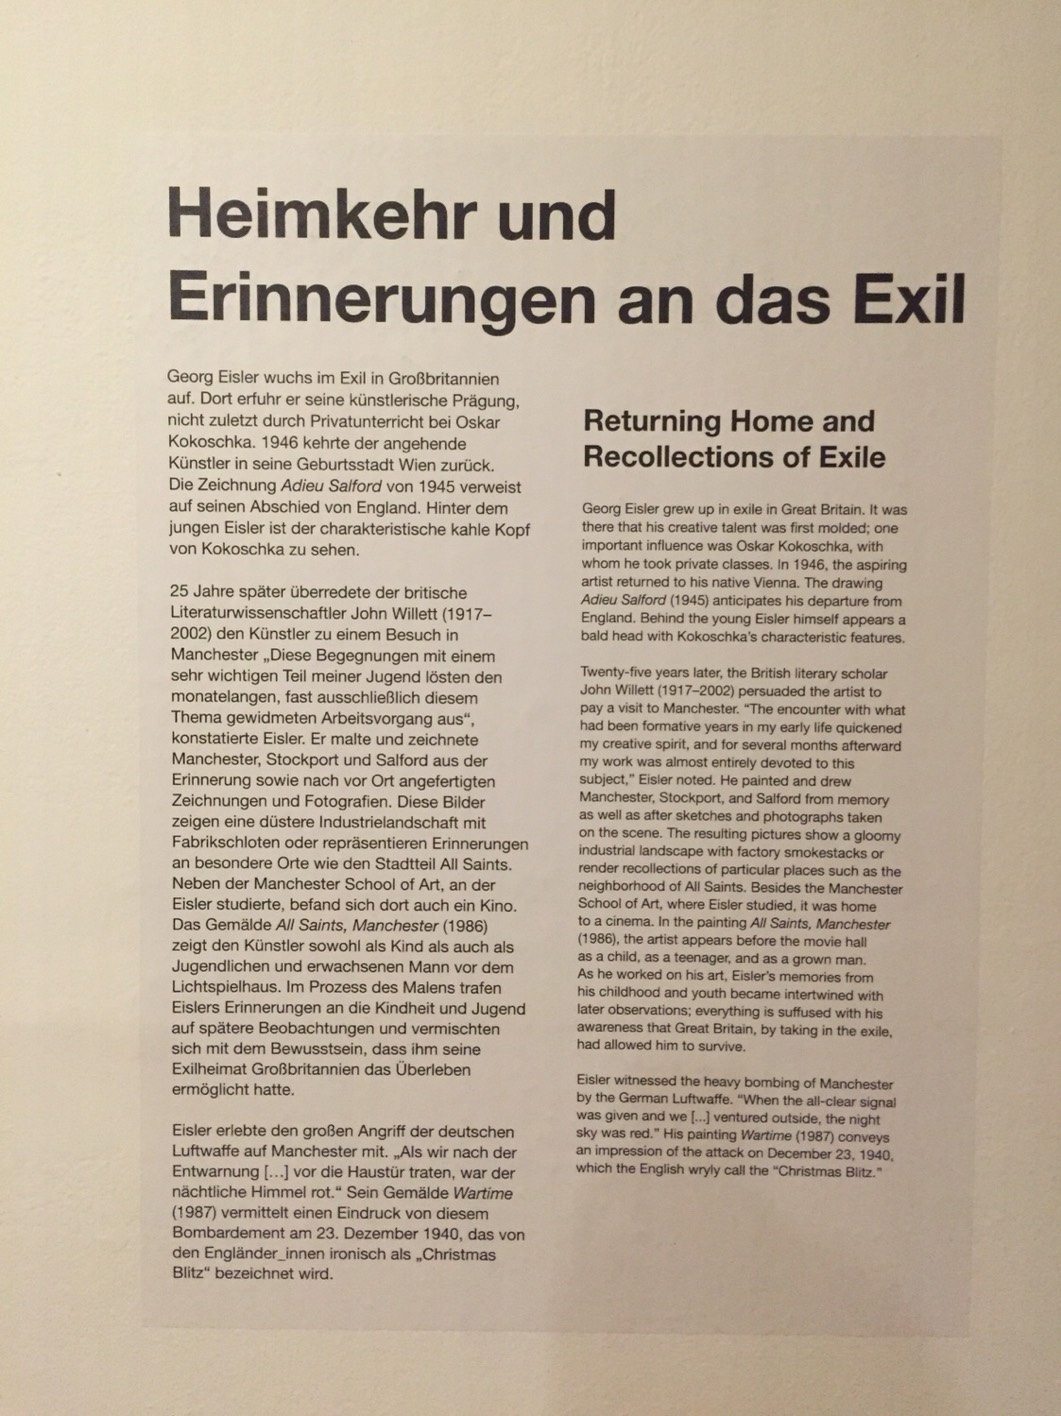 Heimkehr und
Erinnerungen an das Exil
Georg Eisler wuchs im Exil in Großbritannien
auf. Dort erfuhr er seine künstlerische Prägung,
nicht zuletzt durch Privatunterricht bei Oskar
Kokoschka. 1946 kehrte der angehende
Künstler in seine Geburtsstadt Wien zurück.
Die Zeichnung Adieu Salford von 1945 verweist
auf seinen Abschied von England. Hinter dem
jungen Eisler ist der charakteristische kahle Kopf
von Kokoschka zu sehen.
25 Jahre später überredete der britische
Literaturwissenschaftler John Willett (1917–
2002) den Künstler zu einem Besuch in
Manchester „Diese Begegnungen mit einem
sehr wichtigen Teil meiner Jugend lösten den
monatelangen, fast ausschließlich diesem
Thema gewidmeten Arbeitsvorgang aus“,
konstatierte Eisler. Er malte und zeichnete
Manchester, Stockport und Salford aus der
Erinnerung sowie nach vor Ort angefertigten
Zeichnungen und Fotografien. Diese Bilder
zeigen eine düstere Industrielandschaft mit
Fabrikschloten oder repräsentieren Erinnerungen
an besondere Orte wie den Stadtteil All Saints.
Neben der Manchester School of Art, an der
Eisler studierte, befand sich dort auch ein Kino.
Das Gemälde All Saints, Manchester (1986)
zeigt den Künstler sowohl als Kind als auch als
Jugendlichen und erwachsenen Mann vor dem
Lichtspielhaus. Im Prozess des Malens trafen
Eislers Erinnerungen an die Kindheit und Jugend
auf spätere Beobachtungen und vermischten
sich mit dem Bewusstsein, dass ihm seine
Exilheimat Großbritannien das Überleben
ermöglicht hatte.
Eisler erlebte den großen Angriff der deutschen
Luftwaffe auf Manchester mit. „Als wir nach der
Entwarnung [...] vor die Haustür traten, war der
nächtliche Himmel rot.“ Sein Gemälde Wartime
(1987) vermittelt einen Eindruck von diesem
Bombardement am 23. Dezember 1940, das von
den Engländer_innen ironisch als „Christmas
Blitz“ bezeichnet wird.
Returning Home and
Recollections of Exile
Georg Eisler grew up in exile in Great Britain. It was
there that his creative talent was first molded; one
important influence was Oskar Kokoschka, with
whom he took private classes. In 1946, the aspiring
artist returned to his native Vienna. The drawing
Adieu Salford (1945) anticipates his departure from
England. Behind the young Eisler himself appears a
bald head with Kokoschka’s characteristic features.
Twenty-five years later, the British literary scholar
John Willett (1917–2002) persuaded the artist to
pay a visit to Manchester. “The encounter with what
had been formative years in my early life quickened
my creative spirit, and for several months afterward
my work was almost entirely devoted to this
subject,” Eisler noted. He painted and drew
Manchester, Stockport, and Salford from memory
as well as after sketches and photographs taken
on the scene. The resulting pictures show a gloomy
industrial landscape with factory smokestacks or
render recollections of particular places such as the
neighborhood of All Saints. Besides the Manchester
School of Art, where Eisler studied, it was home
to a cinema. In the painting All Saints, Manchester
(1986), the artist appears before the movie hall
as a child, as a teenager, and as a grown man.
As he worked on his art, Eisler’s memories from
his childhood and youth became intertwined with
later observations; everything is suffused with his
awareness that Great Britain, by taking in the exile,
had allowed him to survive.
Eisler witnessed the heavy bombing of Manchester
by the German Luftwaffe. “When the all-clear signal
was given and we [...] ventured outside, the night
sky was red.” His painting Wartime (1987) conveys
an impression of the attack on December 23, 1940,
which the English wryly call the “Christmas Blitz.”